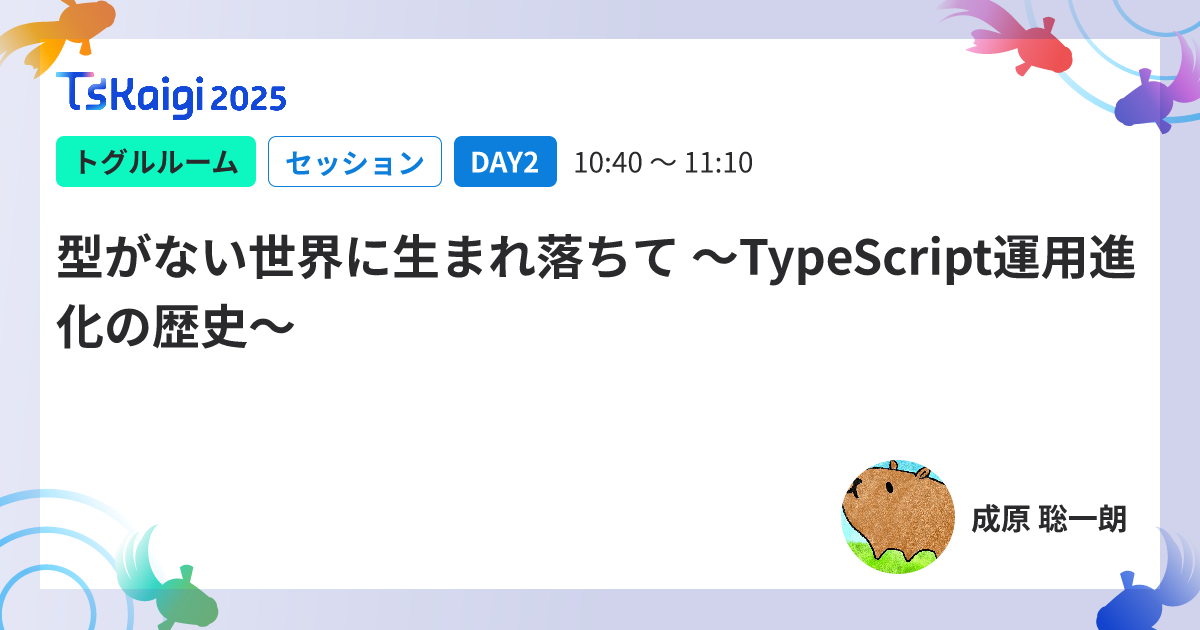 TSKaigi 2025
トグルルーム セッション DAY2 10:40 〜 11:10
型がない世界に生まれ落ちて 〜TypeScript運用進
化の歴史〜
成原 聡一朗